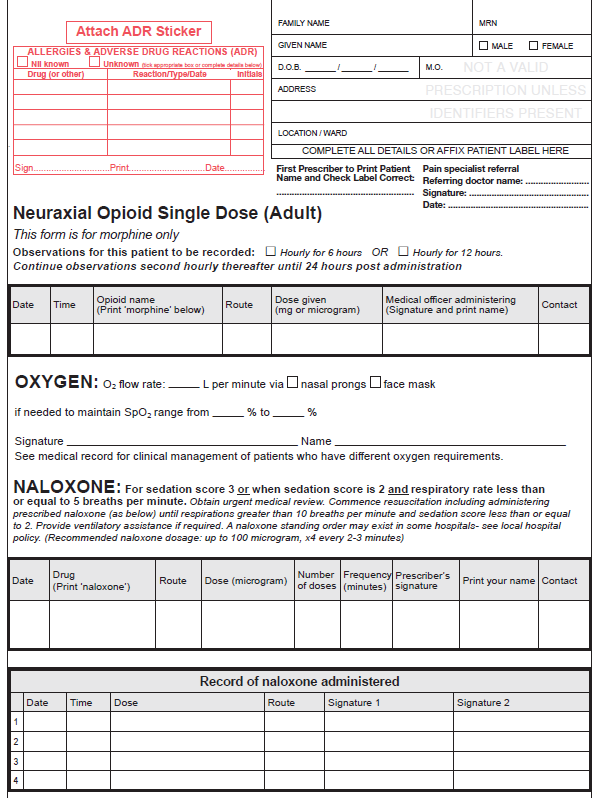 Attach ADR Sticker
ALLERGIES & ADVERSE DRUG REACTIONS (ADR)
Nil known Unknown (tick appropriate box or complete details below)
Drug (or other) Reaction/Type/Date Initials
Sign............................ Print............................ Date...............
FAMILY NAME MRN
GIVEN NAME MALE FEMALE
D.O.B. _______ / _______ / _______ M.O.
NOT A VALID
ADDRESS
PRESCRIPTION UNLESS
IDENTIFIERS PRESENT
LOCATION / WARD
COMPLETE ALL DETAILS OR AFFIX PATIENT LABEL HERE
First Prescriber to Print Patient
Name and Check Label Correct:
..................................................
Pain specialist referral
Referring doctor name: ........................
Signature: ............................................
Date: ...................................................
Neuraxial Opioid Single Dose (Adult)
This form is for morphine only
Observations for this patient to be recorded: ☐ Hourly for 6 hours OR ☐ Hourly for 12 hours.
Continue observations second hourly thereafter until 24 hours post administration
Date Time Opioid name (Print 'morphine' below) Route Dose given (mg or microgram) Medical officer administering (Signature and print name) Contact
OXYGEN: O₂ flow rate: ______ L per minute via ☐ nasal prongs ☐ face mask
if needed to maintain SpO₂ range from _____ % to _____ %
Signature ______________________ Name ______________________
See medical record for clinical management of patients who have different oxygen requirements.
NALOXONE: For sedation score 3 or when sedation score is 2 and respiratory rate less than
or equal to 5 breaths per minute. Obtain urgent medical review. Commence resuscitation including administering
prescribed naloxone (as below) until respirations greater than 10 breaths per minute and sedation score less than or equal
to 2. Provide ventilatory assistance if required. A naloxone standing order may exist in some hospitals- see local hospital
policy. (Recommended naloxone dosage: up to 100 microgram, x4 every 2-3 minutes)
Date Drug (Print 'naloxone') Route Dose (microgram) Number of doses Frequency (minutes) Prescriber's signature Print your name Contact
Record of naloxone administered
Date Time Dose Route Signature 1 Signature 2
1
2
3
4